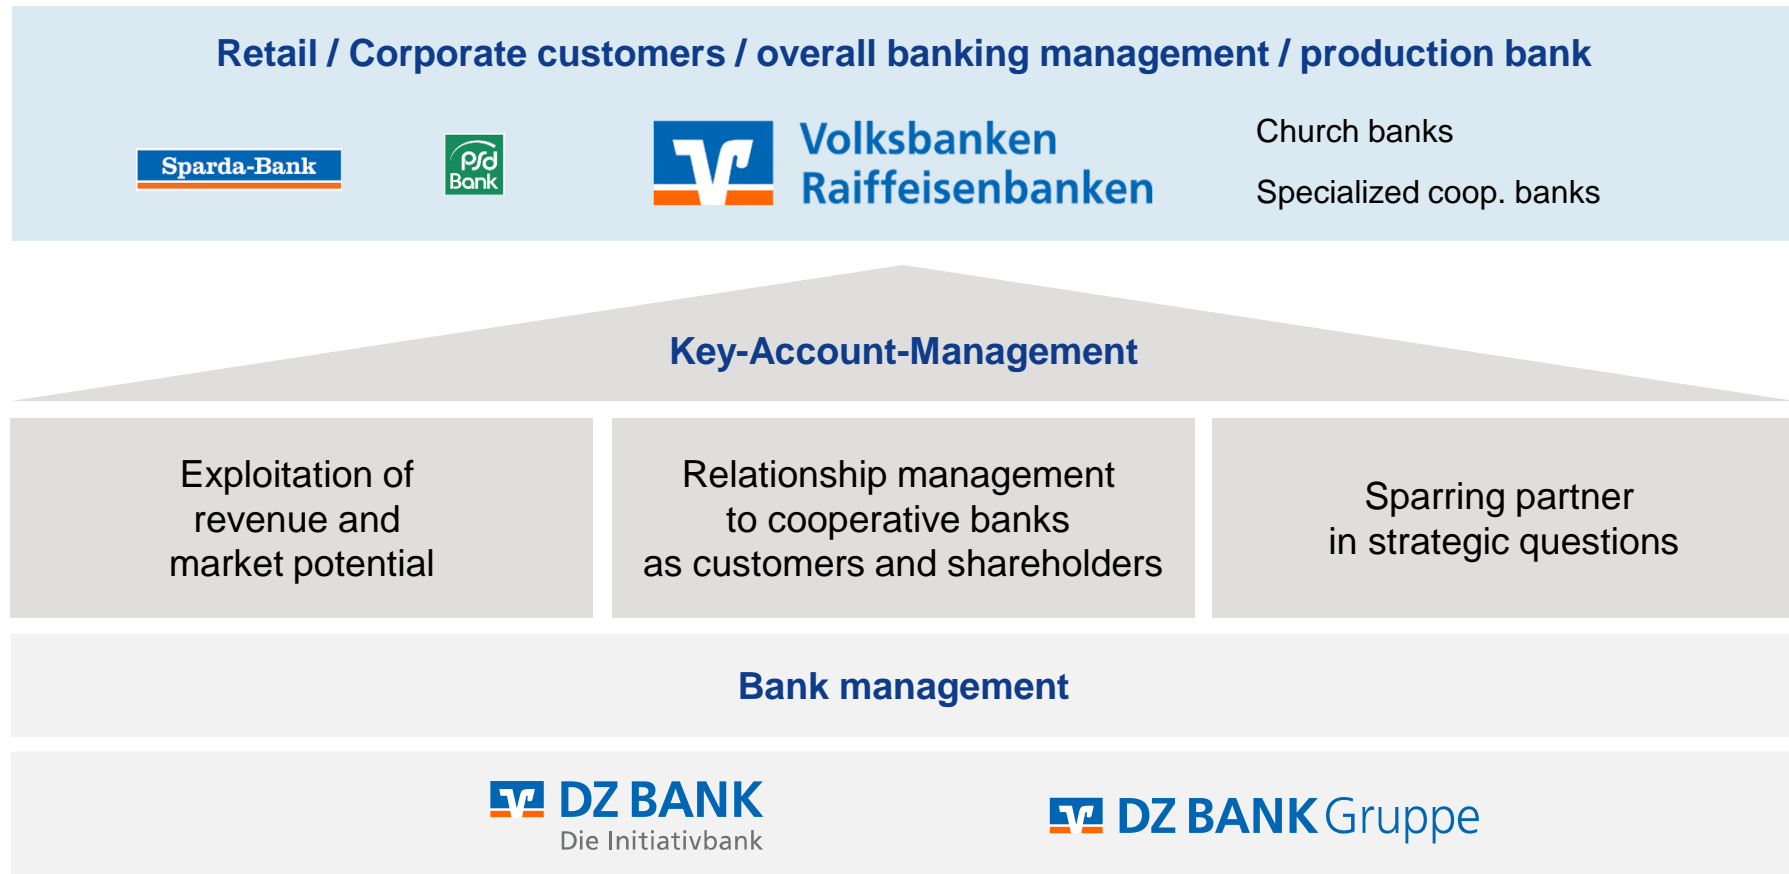 Retail / Corporate customers / overall banking management / production bank
Sparda-Bank
psd
Bank
Volksbanken
Raiffeisenbanken
Church banks
Specialized coop. banks
Key-Account-Management
Exploitation of
revenue and
market potential
Relationship management
to cooperative banks
as customers and shareholders
Sparring partner
in strategic questions
Bank management
DZ BANK
Die Initiativbank
DZ BANK Gruppe